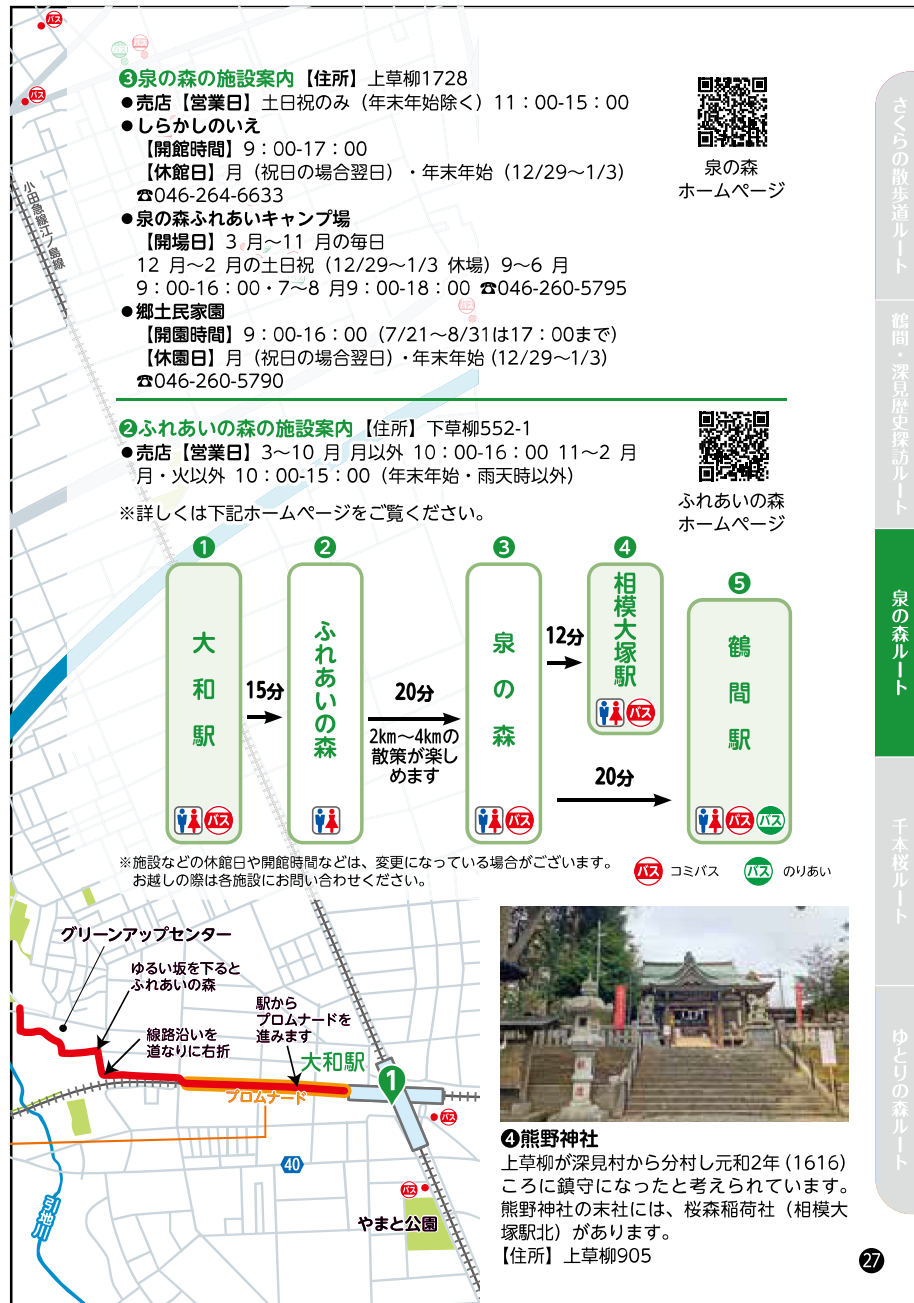 ❸泉の森の施設案内【住所】上草柳1728
●売店【営業日】土日祝のみ（年末年始除く）11：00-15：00
●しらかしのいえ
【開館時間】9：00-17：00
【休館日】月（祝日の場合翌日）・年末年始（12/29～1/3）
☎046-264-6633
●泉の森ふれあいキャンプ場
【開場日】3 月～11 月の毎日
12 月～2 月の土日祝（12/29～1/3 休場）9～6 月
9：00-16：00・7～8 月9：00-18：00 ☎046-260-5795
●郷土民家園
【開園時間】9：00-16：00（7/21～8/31は17：00まで）
【休園日】月（祝日の場合翌日）・年末年始（12/29～1/3）
☎046-260-5790
泉の森
ホームページ
❷ふれあいの森の施設案内【住所】下草柳552-1
●売店【営業日】3～10 月 月以外 10：00-16：00 11～2 月
月・火以外 10：00-15：00（年末年始・雨天時以外）
※詳しくは下記ホームページをご覧ください。
ふれあいの森
ホームページ
❶
大和駅
バス
15分
❷
ふれあいの森
20分
2km～4kmの
散策が楽し
めます
❸
泉の森
バス
12分
❹
相模大塚駅
バス
20分
❺
鶴間駅
バス
バス
※施設などの休館日や開館時間などは、変更になっている場合がございます。
お越しの際は各施設にお問い合わせください。
バス コミバス
バス のりあい
バス
バス
バス
バス
バス
小田急線江ノ島線
グリーンアップセンター
ゆるい坂を下ると
ふれあいの森
線路沿いを
道なりに右折
駅から
プロムナードを
進みます
大和駅
1
プロムナード
バス
40
バス
やまと公園
引地川
❹熊野神社
上草柳が深見村から分村し元和2年（1616）
ころに鎮守になったと考えられています。
熊野神社の末社には、桜森稲荷社（相模大
塚駅北）があります。
【住所】上草柳905
さくらの散歩道ルート
鶴間・深見歴史探訪ルート
泉の森ルート
千本桜ルート
ゆとりの森ルート
27